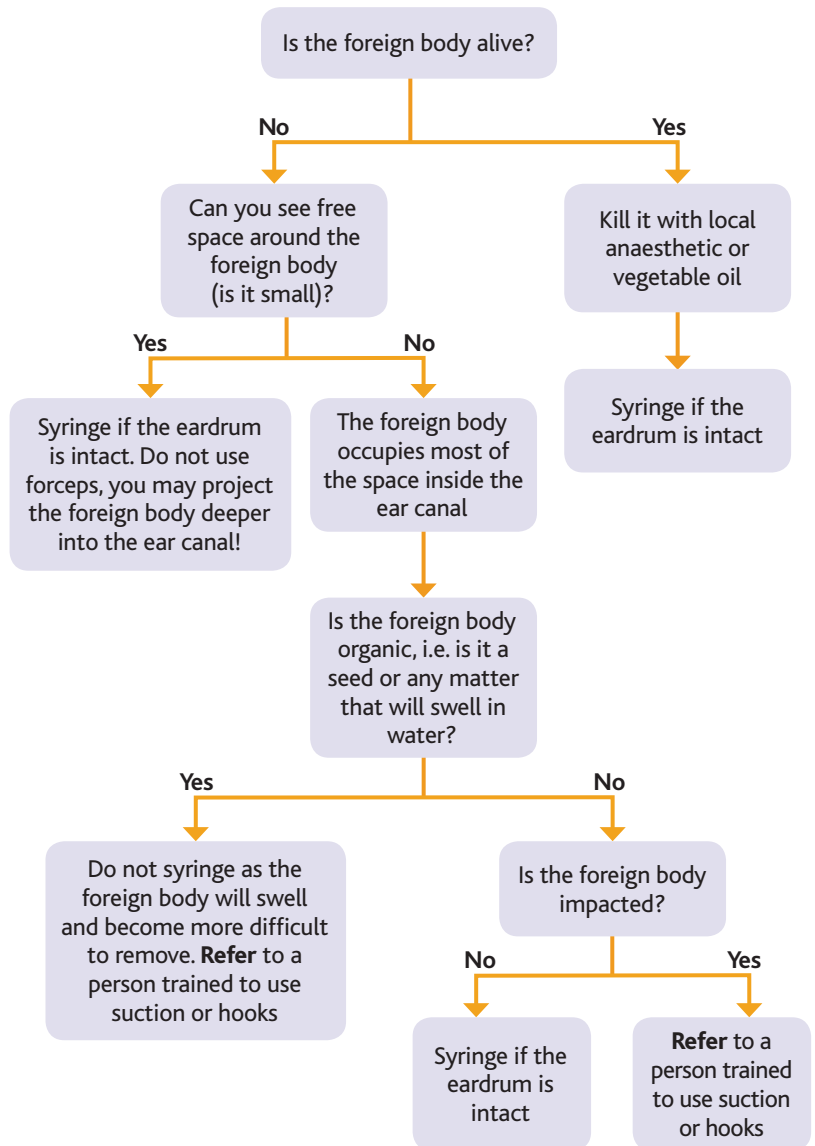 Is the foreign body alive?
No
Yes
Can you see free
space around the
foreign body
(is it small)?
Kill it with local
anaesthetic or
vegetable oil
Yes
No
Syringe if the eardrum
is intact. Do not use
forceps, you may project
the foreign body deeper
into the ear canal!
The foreign body
occupies most of
the space inside the
ear canal
Syringe if the
eardrum is intact
Is the foreign body
organic, i.e. is it a
seed or any matter
that will swell in
water?
Yes
No
Do not syringe as the
foreign body will swell
and become more difficult
to remove. Refer to a
person trained to use
suction or hooks
Is the foreign body
impacted?
No
Yes
Syringe if the
eardrum is
intact
Refer to a
person trained
to use suction
or hooks